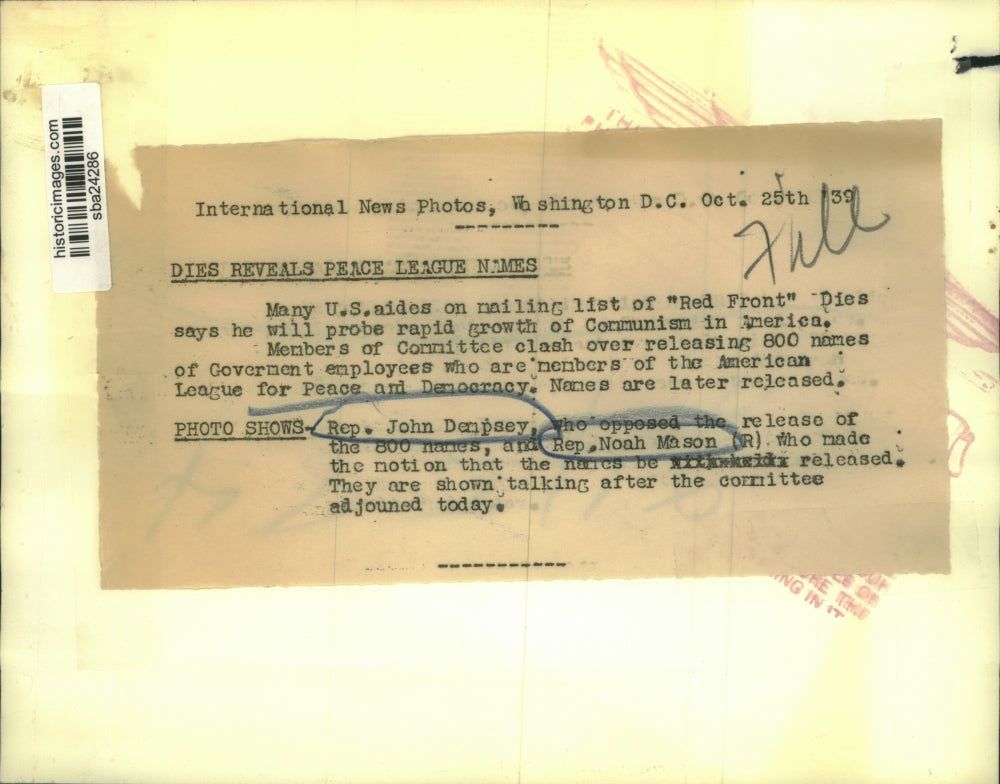 historicimages.com
sba24286
TH
International News Photos, Washington D.C. Oct. 25th 39
DIES REVEALS PEACE LEAGUE NAMES
Many U.S.aides on mailing list of "Red Front" Dies
says he will probe rapid growth of Communism in America.
Members of Committee clash over releasing 800 names
of Goverment employees who are members of the American
League for Peace and Democracy. Names are later released.
PHOTO SHOWS- Rep. John Dempsey, who opposed the release of
the 800 names, and Rep.Noah Mason (R) who made
the motion that the names be released.
They are shown talking after the committee
adjouned today.
ING IN IT